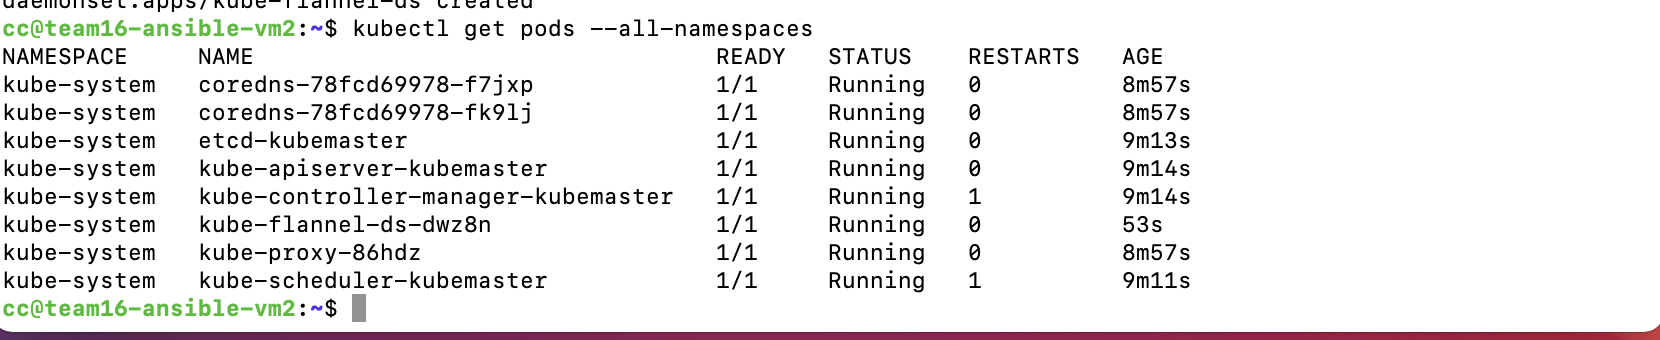 daemonset.apps/kube-flannel-ds created
cc@team16-ansible-vm2:~$ kubectl get pods --all-namespaces
NAMESPACE     NAME                                 READY   STATUS    RESTARTS   AGE
kube-system   coredns-78fcd69978-f7jxp             1/1     Running   0          8m57s
kube-system   coredns-78fcd69978-fk9lj             1/1     Running   0          8m57s
kube-system   etcd-kubemaster                      1/1     Running   0          9m13s
kube-system   kube-apiserver-kubemaster            1/1     Running   0          9m14s
kube-system   kube-controller-manager-kubemaster   1/1     Running   1          9m14s
kube-system   kube-flannel-ds-dwz8n                1/1     Running   0          53s
kube-system   kube-proxy-86hdz                     1/1     Running   0          8m57s
kube-system   kube-scheduler-kubemaster            1/1     Running   1          9m11s
cc@team16-ansible-vm2:~$